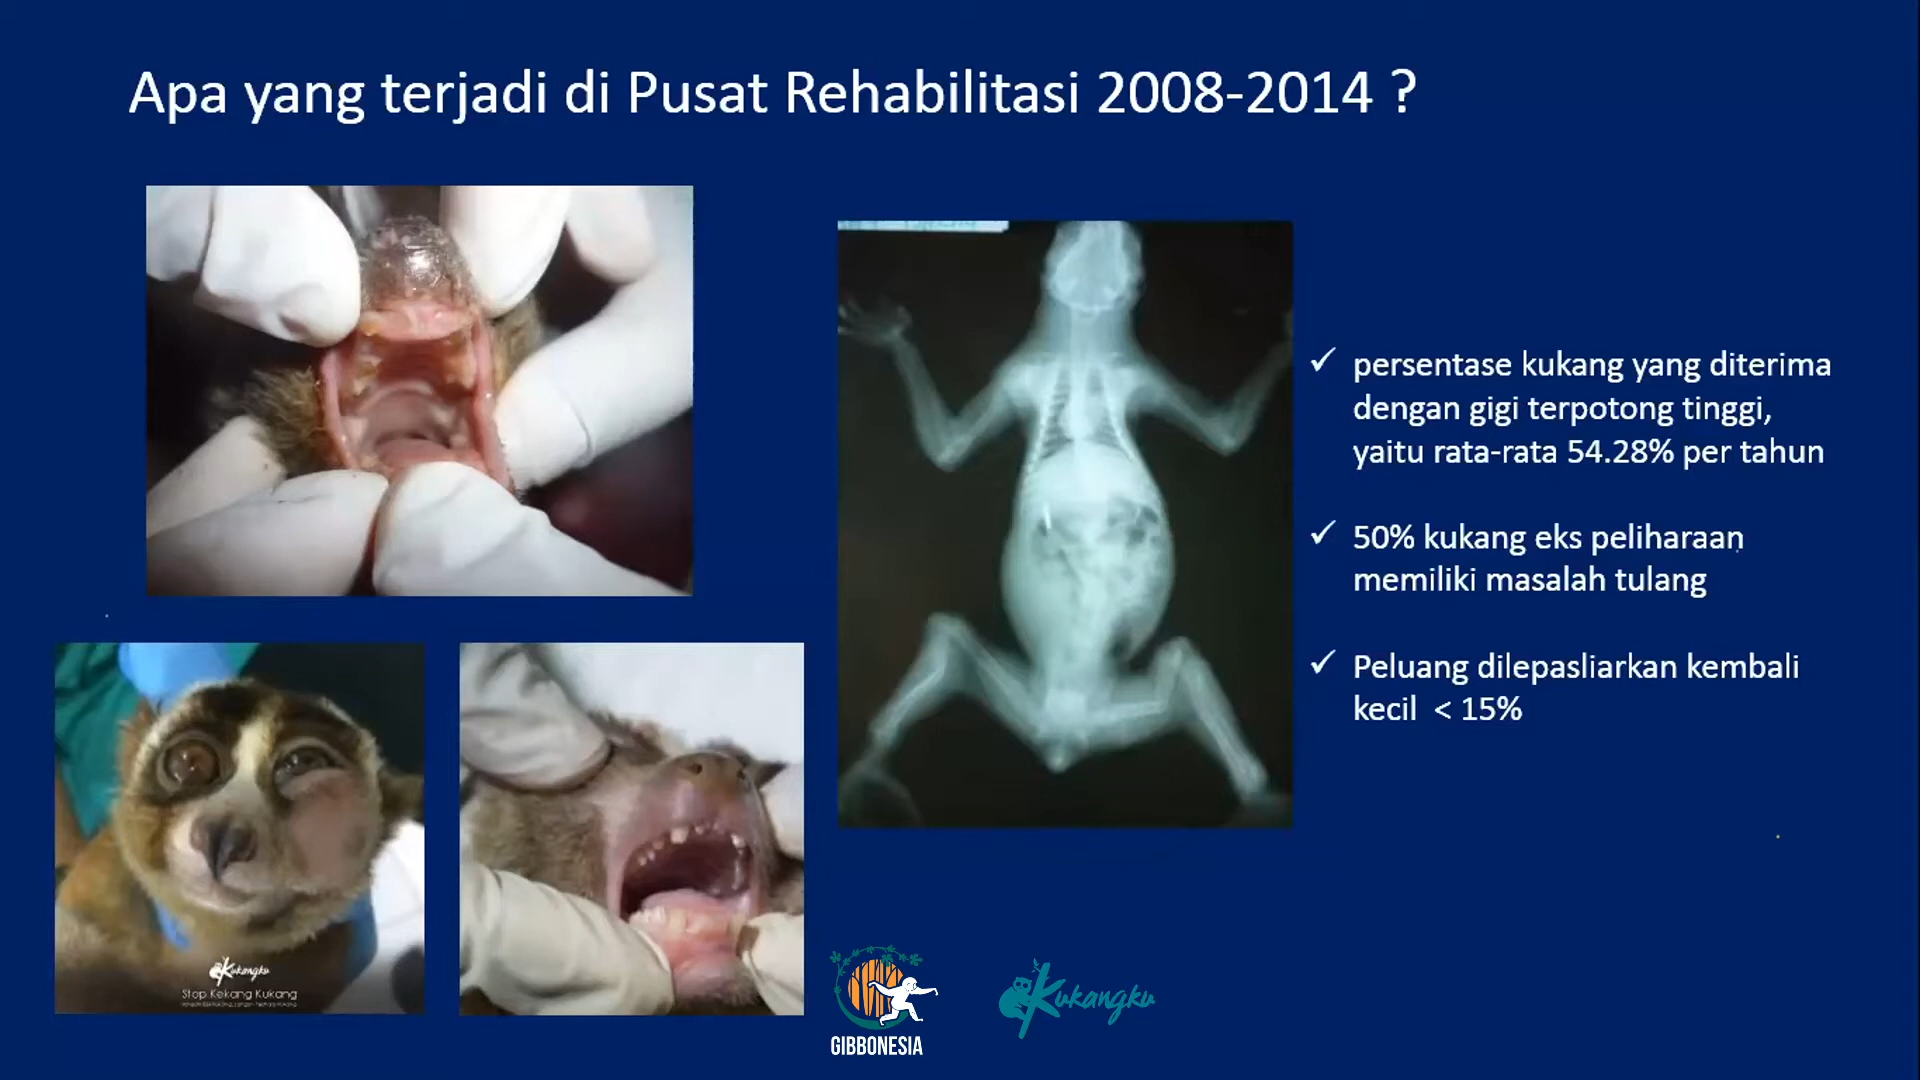 Apa yang terjadi di Pusat Rehabilitasi 2008-2014 ?
persentase kukang yang diterima
dengan gigi terpotong tinggi,
yaitu rata-rata 54.28% per tahun
50% kukang eks peliharaan
memiliki masalah tulang
Peluang dilepasliarkan kembali
kecil < 15%
Kukangku
Stop Kekang Kukang
GIBBONESIA
Kukangku